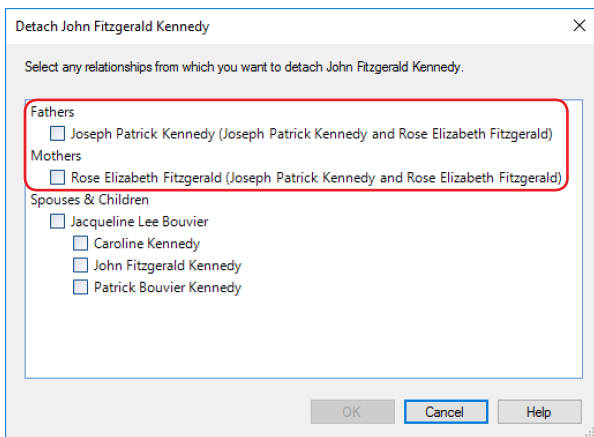 Detach John Fitzgerald Kennedy
Select any relationships from which you want to detach John Fitzgerald Kennedy.
Fathers
Joseph Patrick Kennedy (Joseph Patrick Kennedy and Rose Elizabeth Fitzgerald)
Mothers
Rose Elizabeth Fitzgerald (Joseph Patrick Kennedy and Rose Elizabeth Fitzgerald)
Spouses & Children
Jacqueline Lee Bouvier
Caroline Kennedy
John Fitzgerald Kennedy
Patrick Bouvier Kennedy
OK Cancel Help